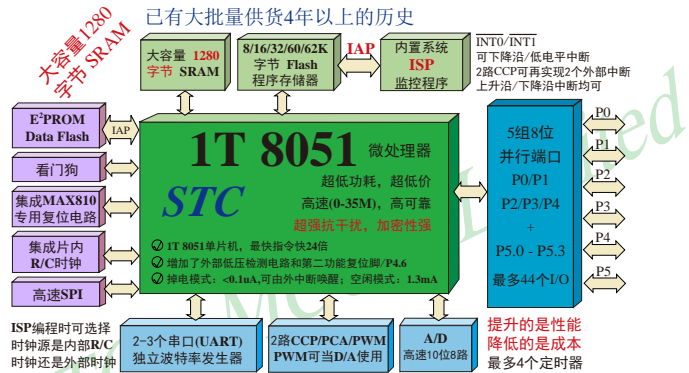 已有大批量供货4年以上的历史
大容量1280
字节 SRAM
大容量 1280
字节 SRAM
8/16/32/60/62K
字节 Flash
程序存储器
IAP
内置系统
ISP
监控程序
INT0/INT1
可下降沿/低电平中断
2路CCP可再实现2个外部中断
上升沿/下降沿中断均可
E²PROM
Data Flash
IAP
看门狗
集成MAX810
专用复位电路
集成片内
R/C时钟
高速SPI
1T 8051 微处理器
STC
超低功耗，超低价
高速(0-35M)，高可靠
超强抗干扰，加密性强
1T 8051单片机，最快指令快24倍
增加了外部低压检测电路和第二功能复位脚/P4.6
掉电模式：<0.1uA,可由外中断唤醒；空闲模式：1.3mA
5组8位
并行端口
P0/P1
P2/P3/P4
+
P5.0 - P5.3
最多44个I/O
P0
P1
P2
P3
P4
P5
ISP编程时可选择
时钟源是内部R/C
时钟还是外部时钟
2-3个串口(UART)
独立波特率发生器
2路CCP/PCA/PWM
PWM可当D/A使用
A/D
高速10位8路
提升的是性能
降低的是成本
最多4个定时器
Limited